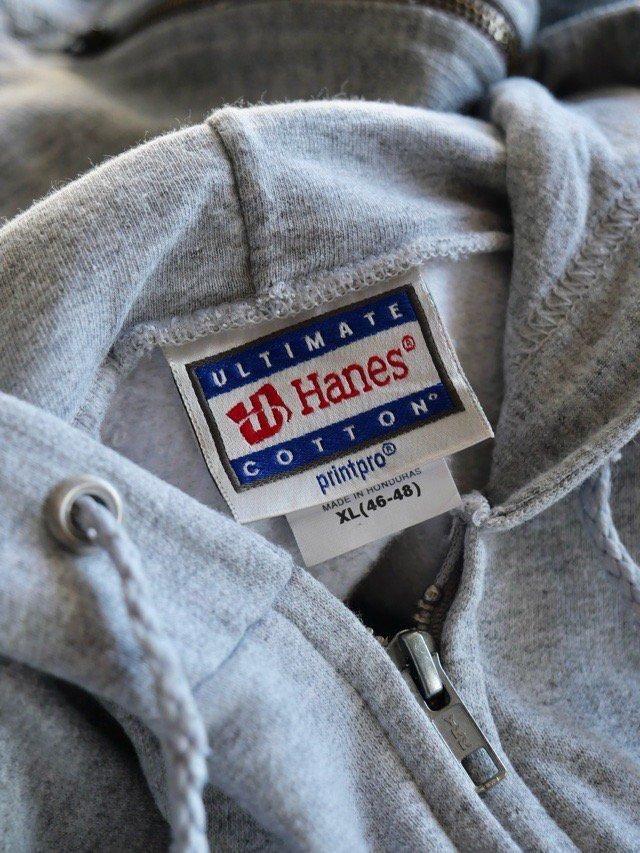 ULTIMATE
Hanes®
COTTON®
printpro®
MADE IN HONDURAS
XL(46-48)